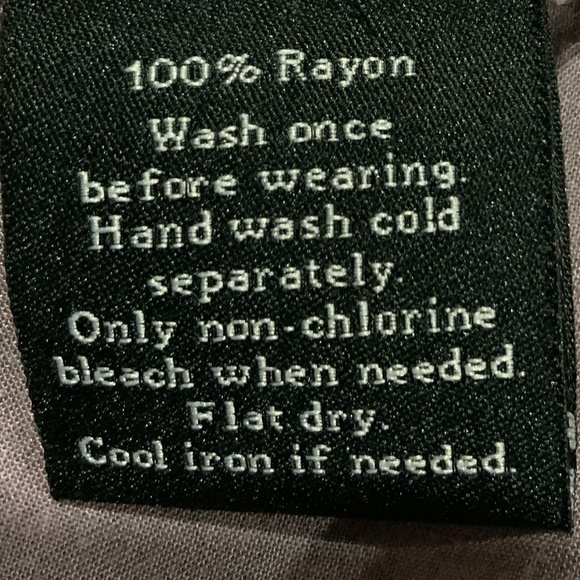 100% Rayon
Wash once
before wearing.
Hand wash cold
separately.
Only non-chlorine
bleach when needed.
Flat dry.
Cool iron if needed.